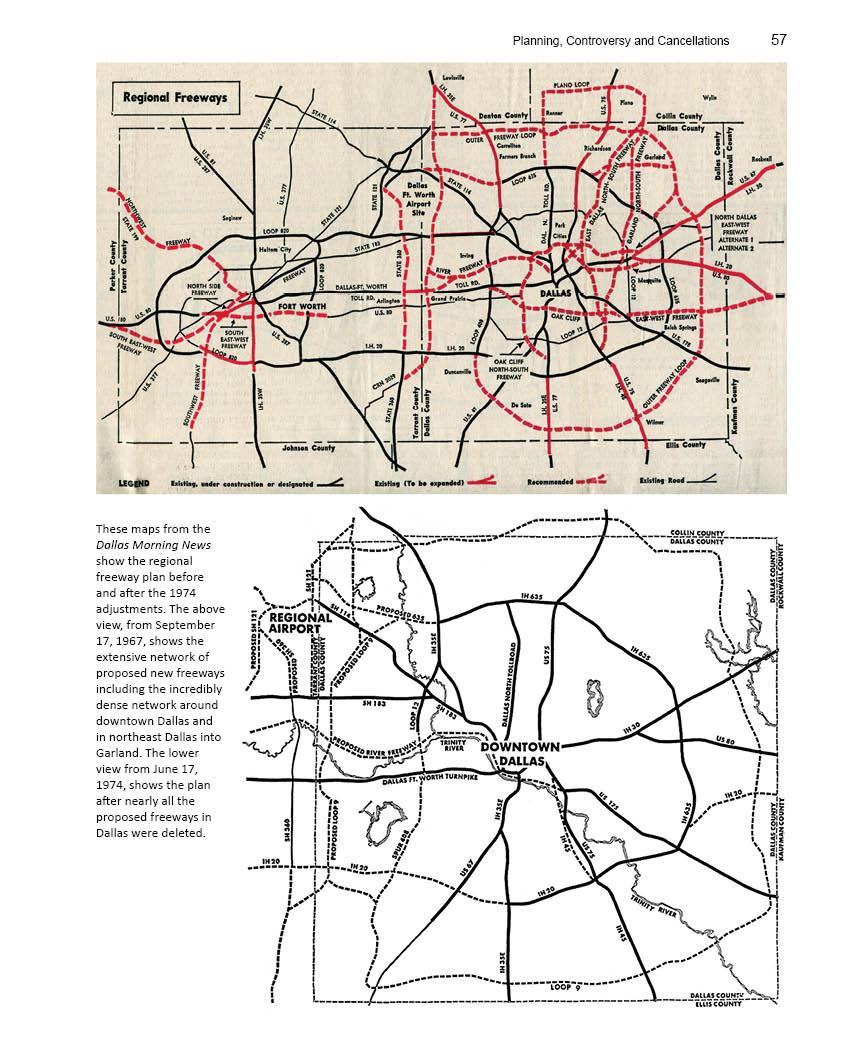 Planning, Controversy and Cancellations 57
Regional Freeways
Lewisville
I.H. 35E
U.S. 77
PLANO LOOP
U.S. 75
Plano
Wylie
Renner
Denton County
Collin County
Dallas County
OUTER FREEWAY LOOP
Carrollton
Farmers Branch
Richardson
Garland
Dallas County
Rockwall County
Rockwall
U.S. 67
I.H. 30
STATE 114
I.H. 35W
U.S. 81
U.S. 287
U.S. 377
STATE 121
STATE 121
Dallas
Ft. Worth
Airport
Site
STATE 114
LOOP 635
TOLL RD.
DAL. N.
Park
Cities
EAST DALLAS NORTH-SOUTH FREEWAY
GARLAND NORTH-SOUTH FREEWAY
NORTH DALLAS
EAST-WEST
FREEWAY
ALTERNATE 1
ALTERNATE 2
NORTHWEST
STATE 199
FREEWAY
Saginaw
LOOP 820
Haltom City
STATE 183
Parker County
Tarrant County
NORTH SIDE
FREEWAY
FREEWAY
LOOP 820
STATE 360
Irving
RIVER FREEWAY
DALLAS-FT. WORTH
TOLL RD.
TOLL RD.
Arlington
Grand Prairie
DALLAS
I.H. 20
U.S. 80
LOOP 12
Mesquite
LOOP 635
FORT WORTH
U.S. 80
U.S. 180
U.S. 80
SOUTH EAST-WEST
FREEWAY
SOUTH
EAST-WEST
FREEWAY
LOOP 820
U.S. 287
I.H. 20
I.H. 20
LOOP 408
OAK CLIFF
EAST-WEST FREEWAY
LOOP 12
Balch Springs
U.S. 175
OAK CLIFF
NORTH-SOUTH
FREEWAY
U.S. 377
SOUTHWEST FREEWAY
I.H. 35W
STATE 360
Tarrant County
Dallas County
Duncanville
U.S. 67
De Soto
I.H. 35E
U.S. 77
I.H. 45
U.S. 75
OUTER FREEWAY LOOP
Seagoville
Wilmer
Kaufman County
Johnson County
Ellis County
LEGEND
Existing, under construction or designated
Existing (To be expanded)
Recommended
Existing Road
These maps from the
Dallas Morning News
show the regional
freeway plan before
and after the 1974
adjustments. The above
view, from September
17, 1967, shows the
extensive network of
proposed new freeways
including the incredibly
dense network around
downtown Dallas and
in northeast Dallas into
Garland. The lower
view from June 17,
1974, shows the plan
after nearly all the
proposed freeways in
Dallas were deleted.
COLLIN COUNTY
DALLAS COUNTY
DALLAS COUNTY
ROCKWALL COUNTY
SH 121
SH 114
PROPOSED 635
IH 635
REGIONAL
AIRPORT
PROPOSED SH 121
PROPOSED
TARRANT COUNTY
DALLAS COUNTY
PROPOSED LOOP 9
IH 35E
DALLAS NORTH TOLLROAD
US 75
IH 635
SH 183
LOOP 12
SH 183
PROPOSED RIVER FREEWAY
TRINITY
RIVER
DOWNTOWN
DALLAS
IH 30
US 80
DALLAS FT. WORTH TURNPIKE
SH 360
PROPOSED LOOP 9
SPUR 408
IH 35E
US 175
IH 45
US 75
IH 635
IH 20
DALLAS COUNTY
KAUFMAN COUNTY
IH 20
IH 20
US 67
IH 20
TRINITY RIVER
IH 35E
IH 45
LOOP 9
DALLAS COUNTY
ELLIS COUNTY